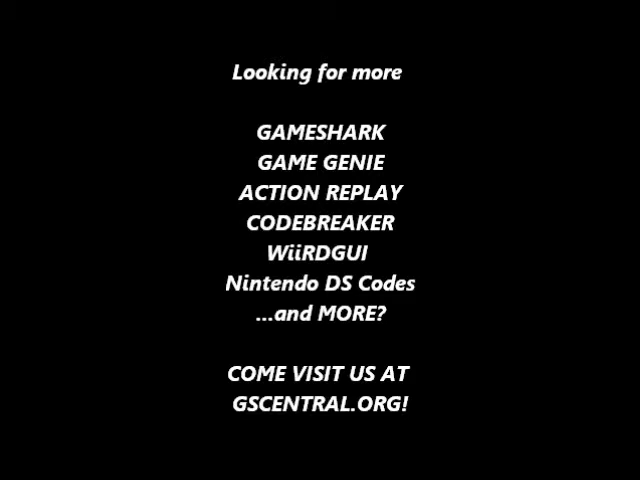 Looking for more
GAMESHARK
GAME GENIE
ACTION REPLAY
CODEBREAKER
WiiRDGUI
Nintendo DS Codes
...and MORE?
COME VISIT US AT
GSCENTRAL.ORG!